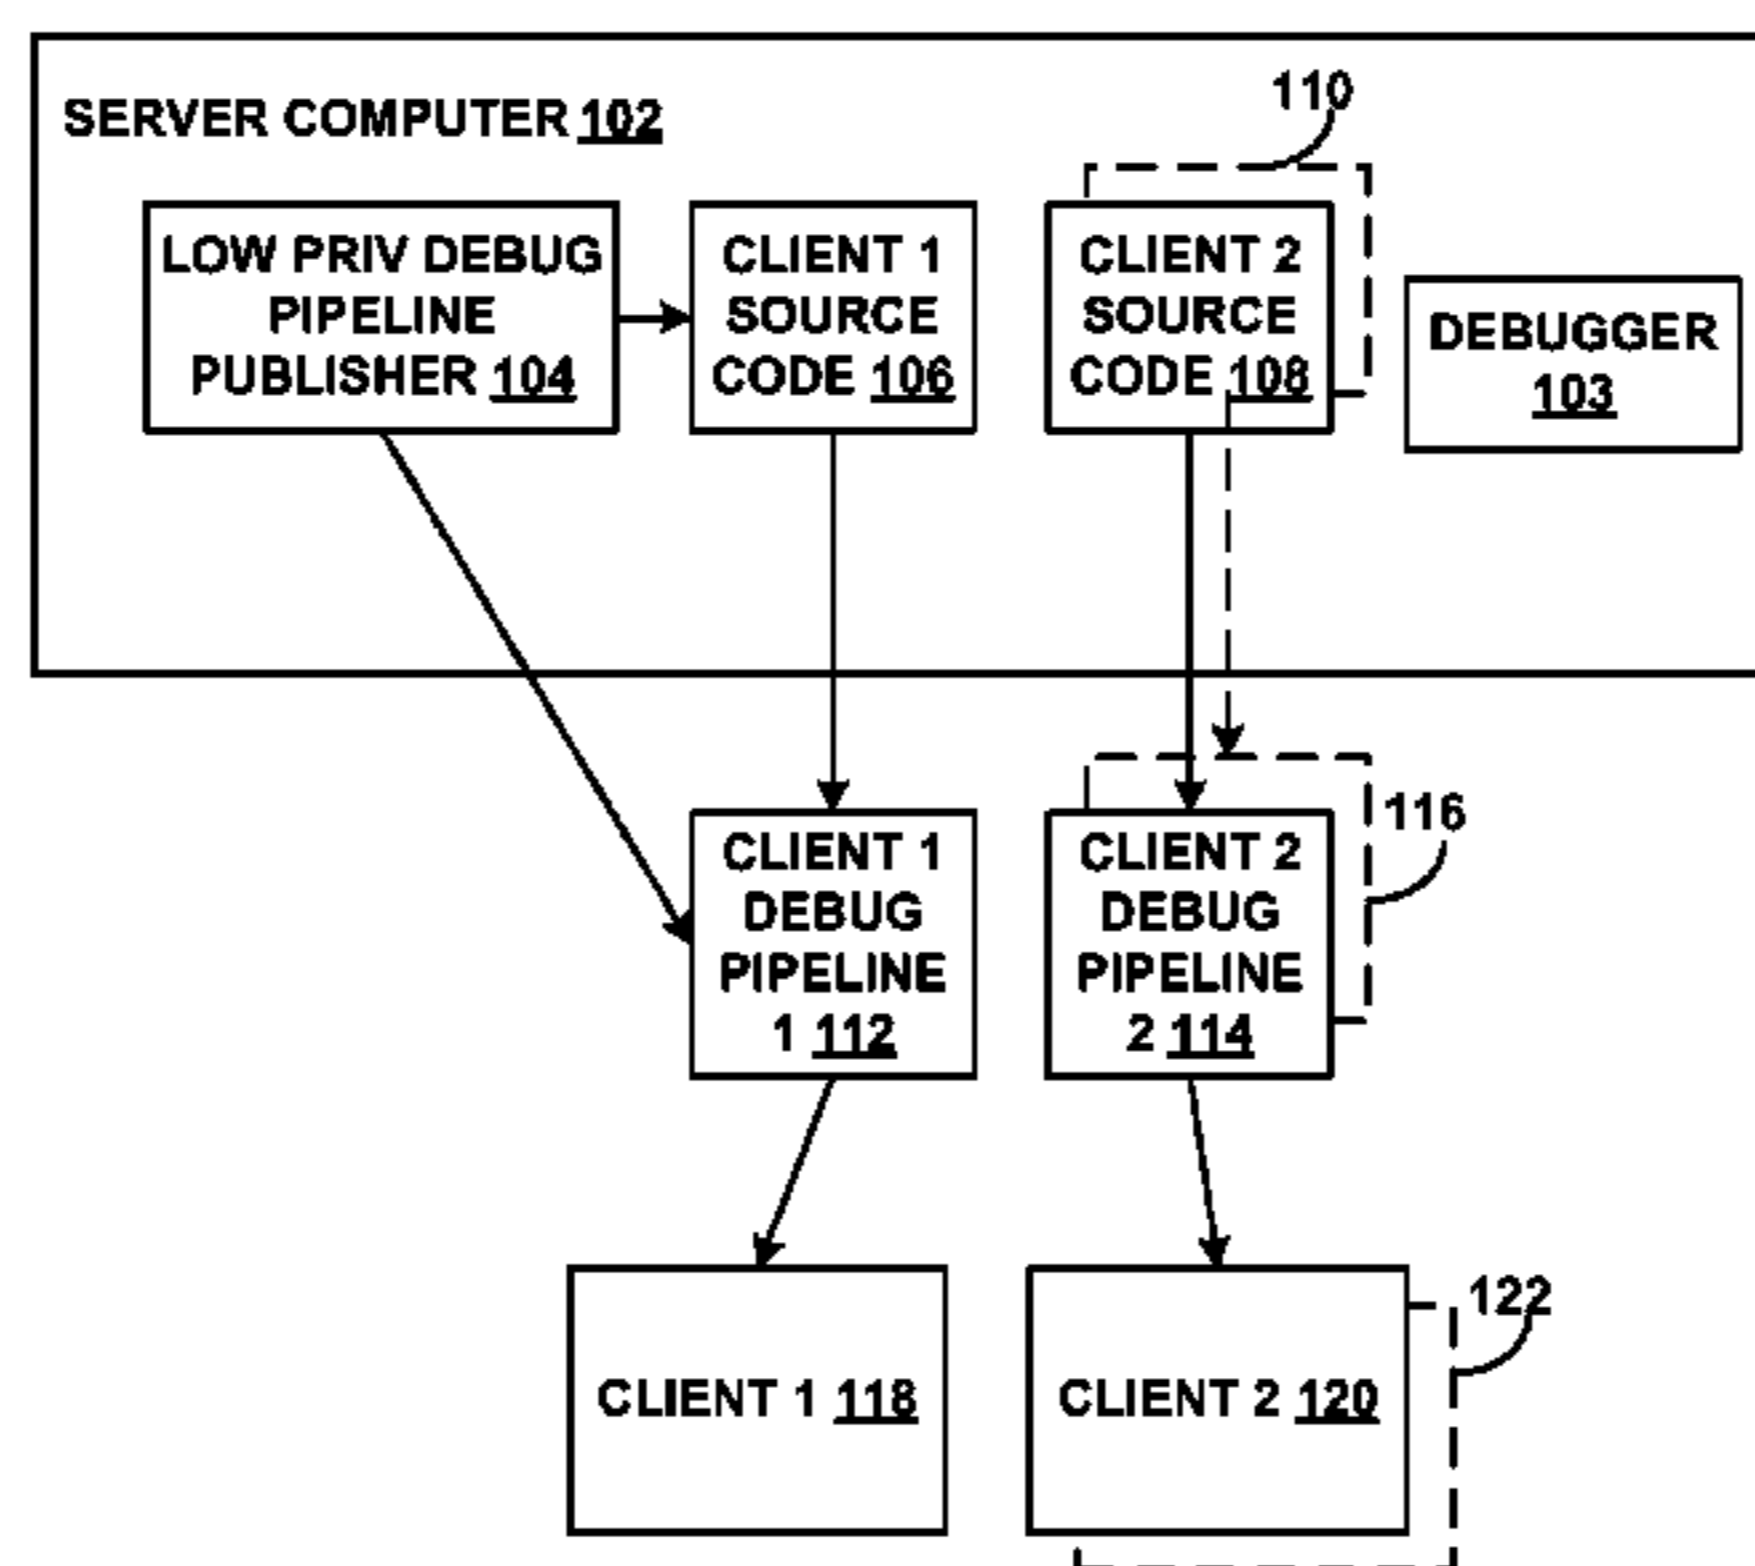 110
SERVER COMPUTER 102
LOW PRIV DEBUG
PIPELINE
PUBLISHER 104
CLIENT 1
SOURCE
CODE 106
CLIENT 2
SOURCE
CODE 108
DEBUGGER
103
CLIENT 1
DEBUG
PIPELINE
1 112
CLIENT 2
DEBUG
PIPELINE
2 114
116
CLIENT 1 118
CLIENT 2 120
122